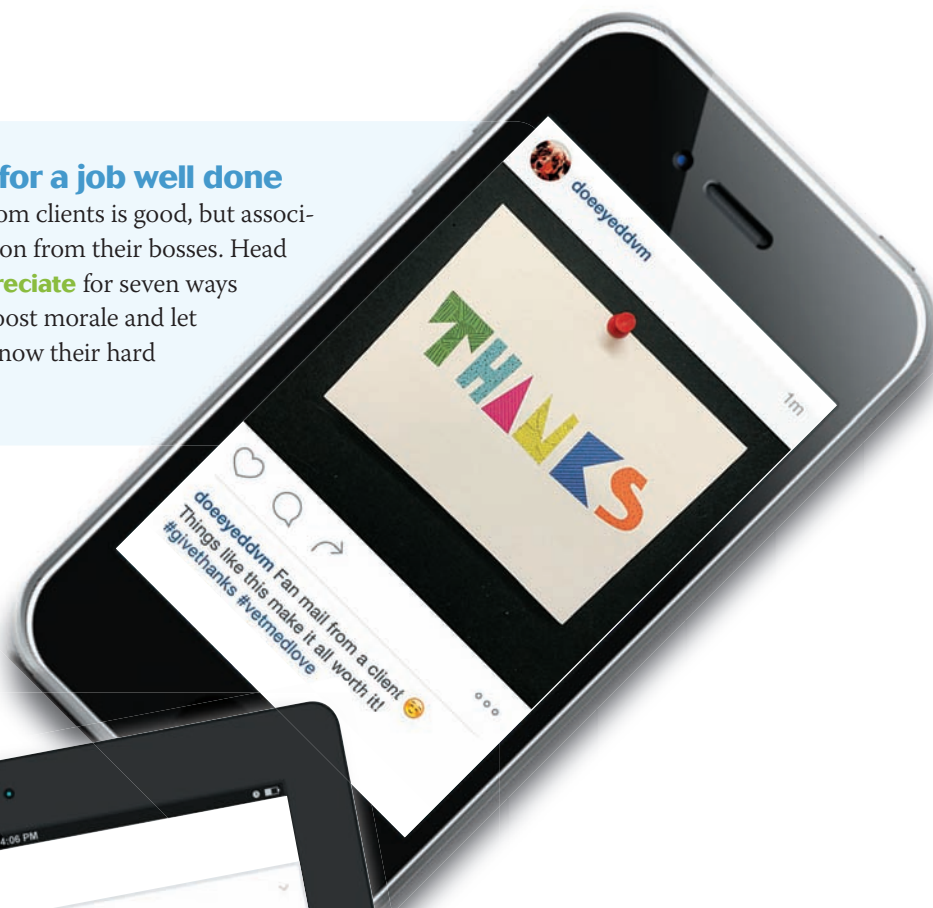 for a job well done
om clients is good, but associ-
on from their bosses. Head
reciate for seven ways
oost morale and let
now their hard
doeeyeddvm
1m
THANKS
doeeyeddvm Fan mail from a client ☺️
Things like this make it all worth it!
#givethanks #vetmedlove
4:06 PM